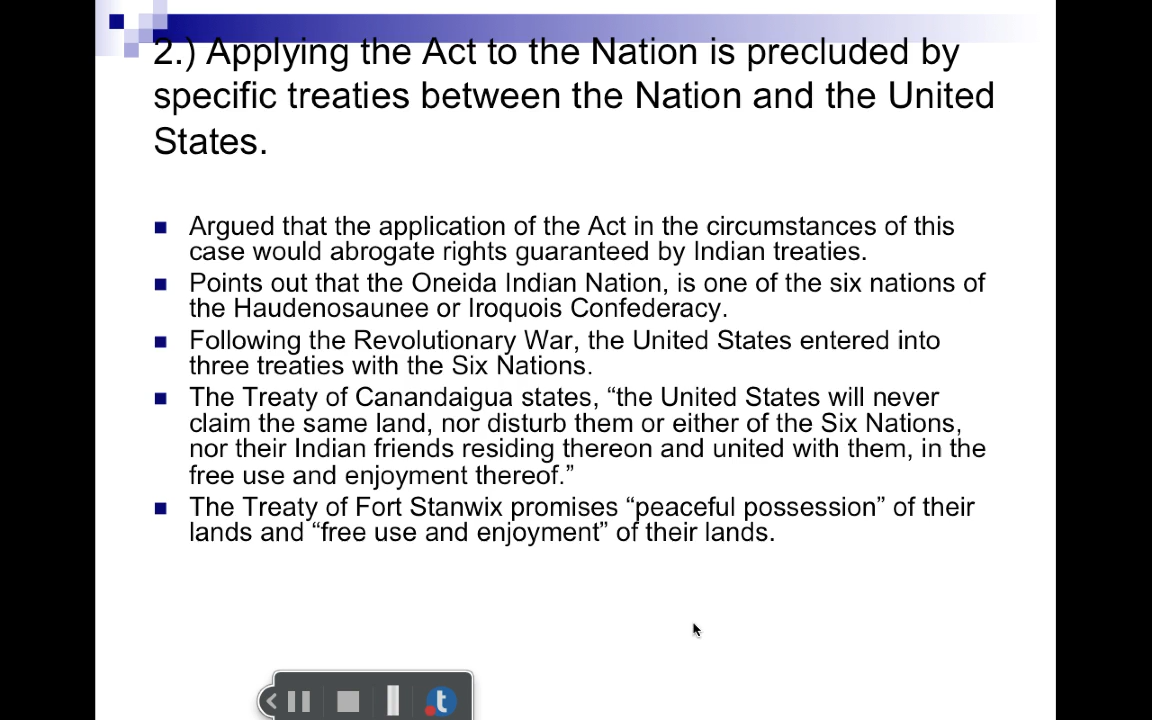 2.) Applying the Act to the Nation is precluded by
specific treaties between the Nation and the United
States.
Argued that the application of the Act in the circumstances of this
case would abrogate rights guaranteed by Indian treaties.
Points out that the Oneida Indian Nation, is one of the six nations of
the Haudenosaunee or Iroquois Confederacy.
Following the Revolutionary War, the United States entered into
three treaties with the Six Nations.
The Treaty of Canandaigua states, “the United States will never
claim the same land, nor disturb them or either of the Six Nations,
nor their Indian friends residing thereon and united with them, in the
free use and enjoyment thereof.”
The Treaty of Fort Stanwix promises “peaceful possession” of their
lands and “free use and enjoyment” of their lands.
t